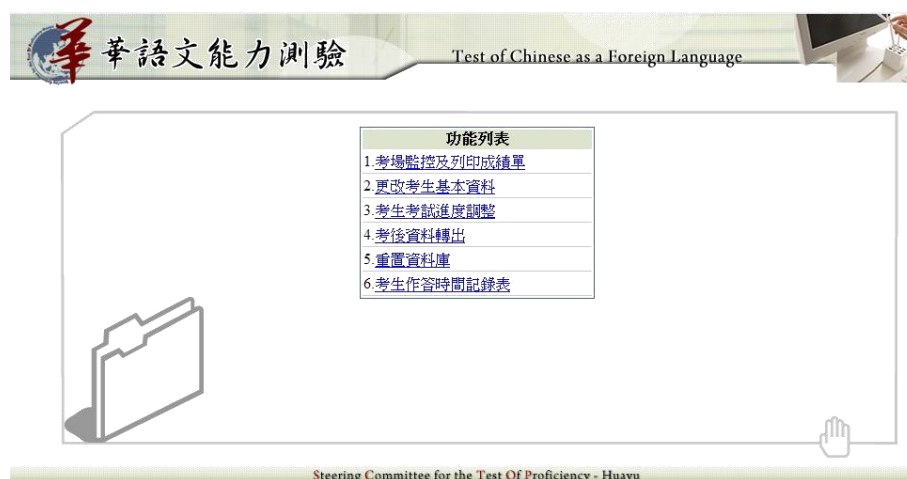 華語文能力測驗
Test of Chinese as a Foreign Language
功能列表
1.考場監控及列印成績單
2.更改考生基本資料
3.考生考試進度調整
4.考後資料轉出
5.重置資料庫
6.考生作答時間記錄表
Steering Committee for the Test Of Proficiency - Huayu